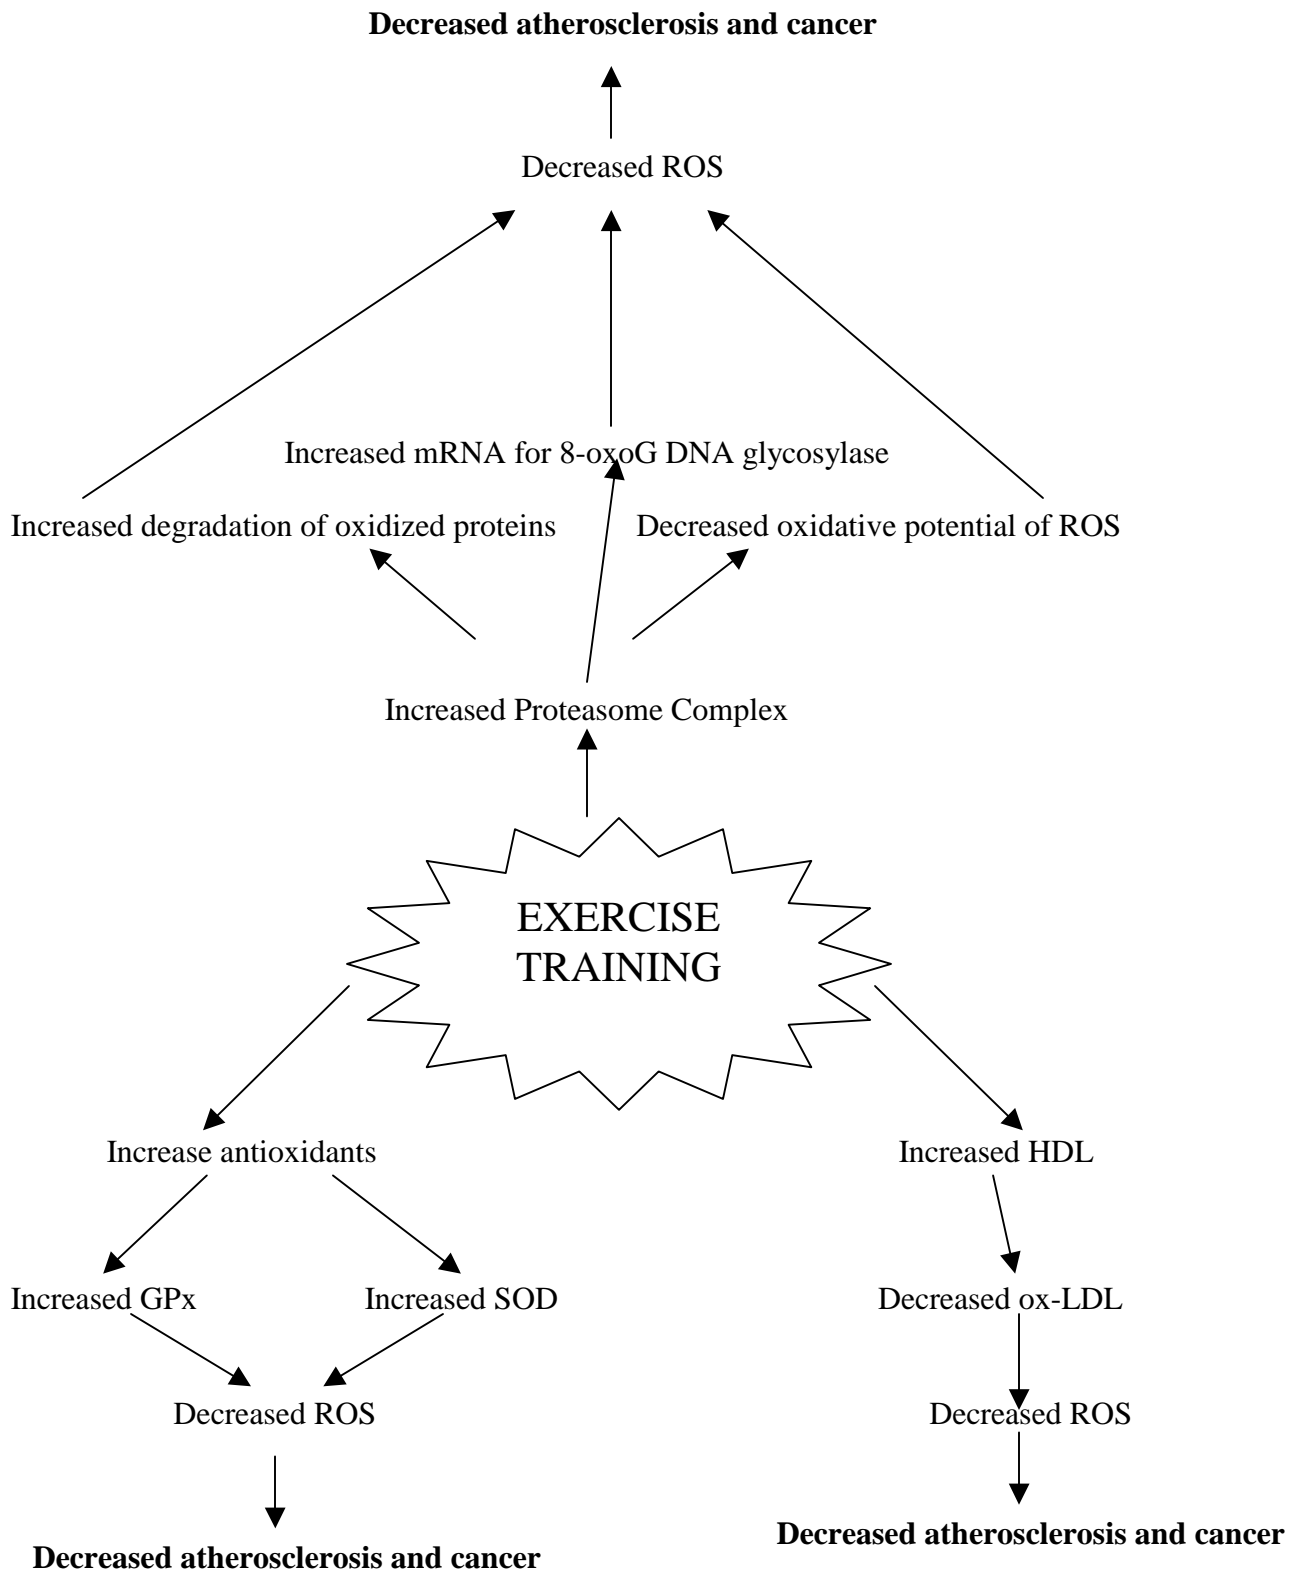 Decreased atherosclerosis and cancer
Decreased ROS
Increased mRNA for 8-oxoG DNA glycosylase
Increased degradation of oxidized proteins
Decreased oxidative potential of ROS
Increased Proteasome Complex
EXERCISE
TRAINING
Increase antioxidants
Increased HDL
Increased GPx
Increased SOD
Decreased ox-LDL
Decreased ROS
Decreased ROS
Decreased atherosclerosis and cancer
Decreased atherosclerosis and cancer